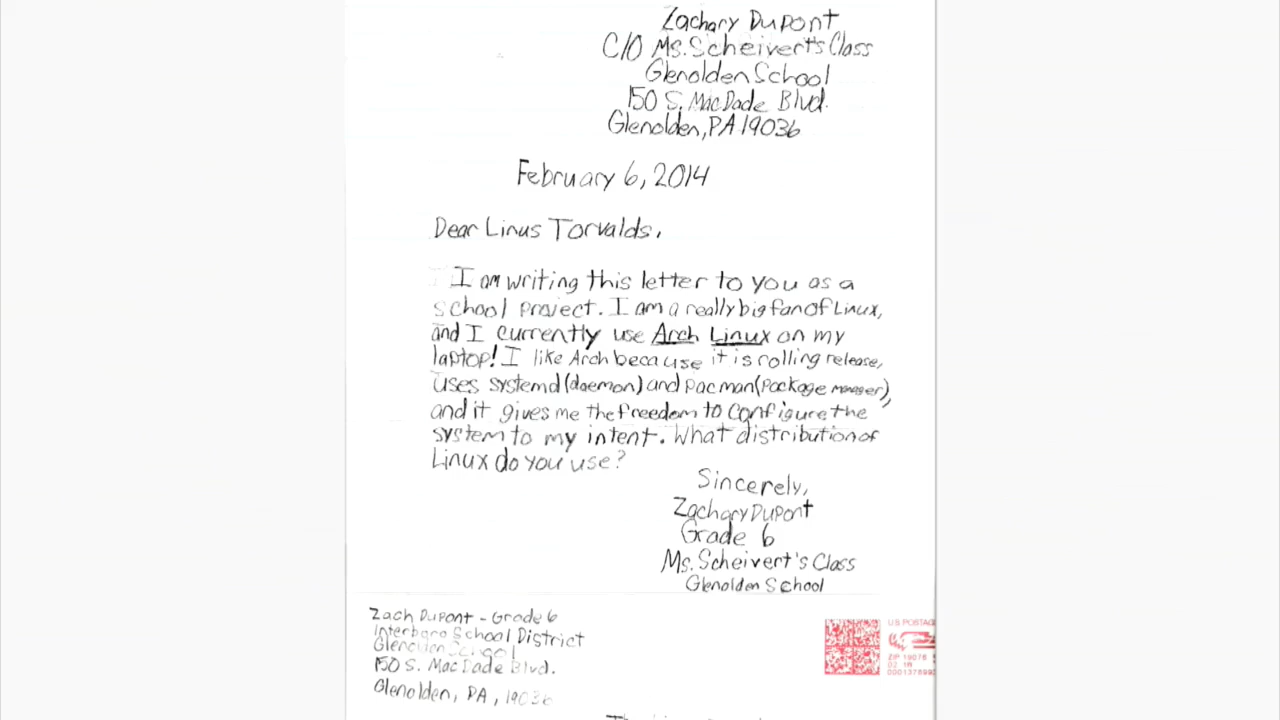 Zachary Dupont
C/O Ms. Scheivert's Class
Glenolden School
150 S. MacDade Blvd.
Glenolden, PA 19036
February 6, 2014
Dear Linus Torvalds,
I am writing this letter to you as a
school project. I am a really big fan of Linux,
and I currently use Arch Linux on my
laptop! I like Arch because it is rolling release,
uses systemd (daemon) and pacman (package manager),
and it gives me the freedom to configure the
system to my intent. What distribution of
Linux do you use?
Sincerely,
Zachary Dupont
Grade 6
Ms. Scheivert's Class
Glenolden School
Zach Dupont - Grade 6
Interboro School District
Glenolden School
150 S. MacDade Blvd.
Glenolden, PA, 19036
U.S. POSTAG
ZIP 19076
02 1R